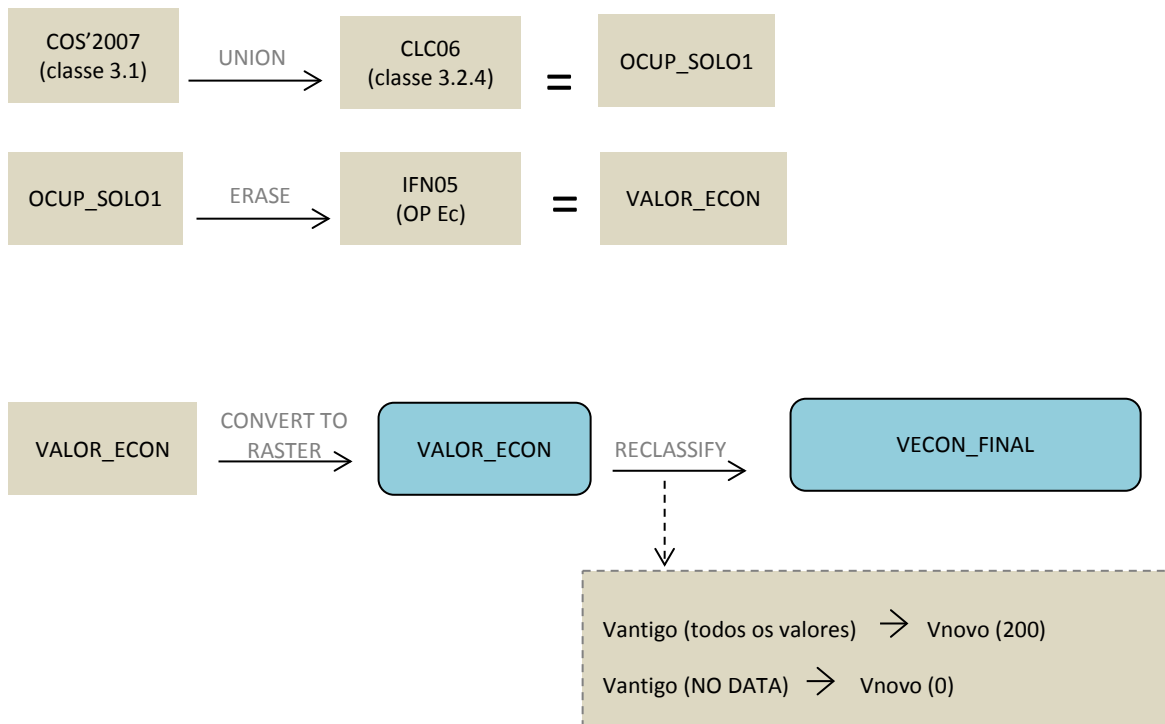 COS'2007
(classe 3.1)
UNION
CLC06
(classe 3.2.4)
=
OCUP_SOLO1
OCUP_SOLO1
ERASE
IFN05
(OP Ec)
=
VALOR_ECON
VALOR_ECON
CONVERT TO
RASTER
VALOR_ECON
RECLASSIFY
VECON_FINAL
Vantigo (todos os valores) → Vnovo (200)
Vantigo (NO DATA) → Vnovo (0)